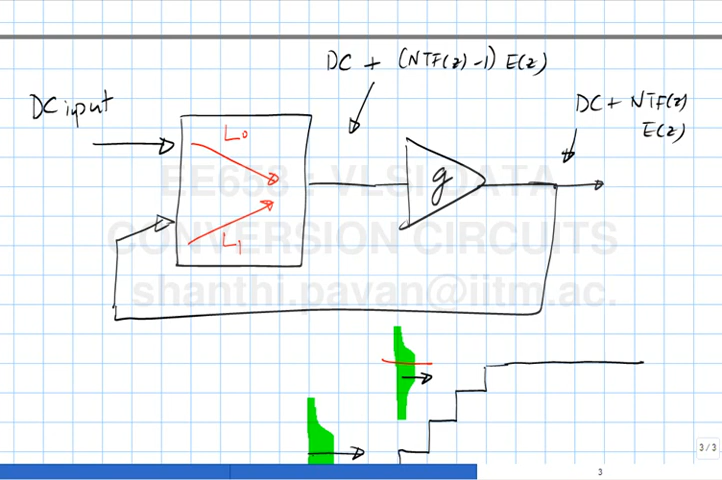 DC + (NTF(z)-1) E(z)
DC input
DC + NTF(z)
E(z)
L0
g
L1
EE658 : VLSI DATA
CONVERSION CIRCUITS
shanthi.pavan@iitm.ac.
3/3
3